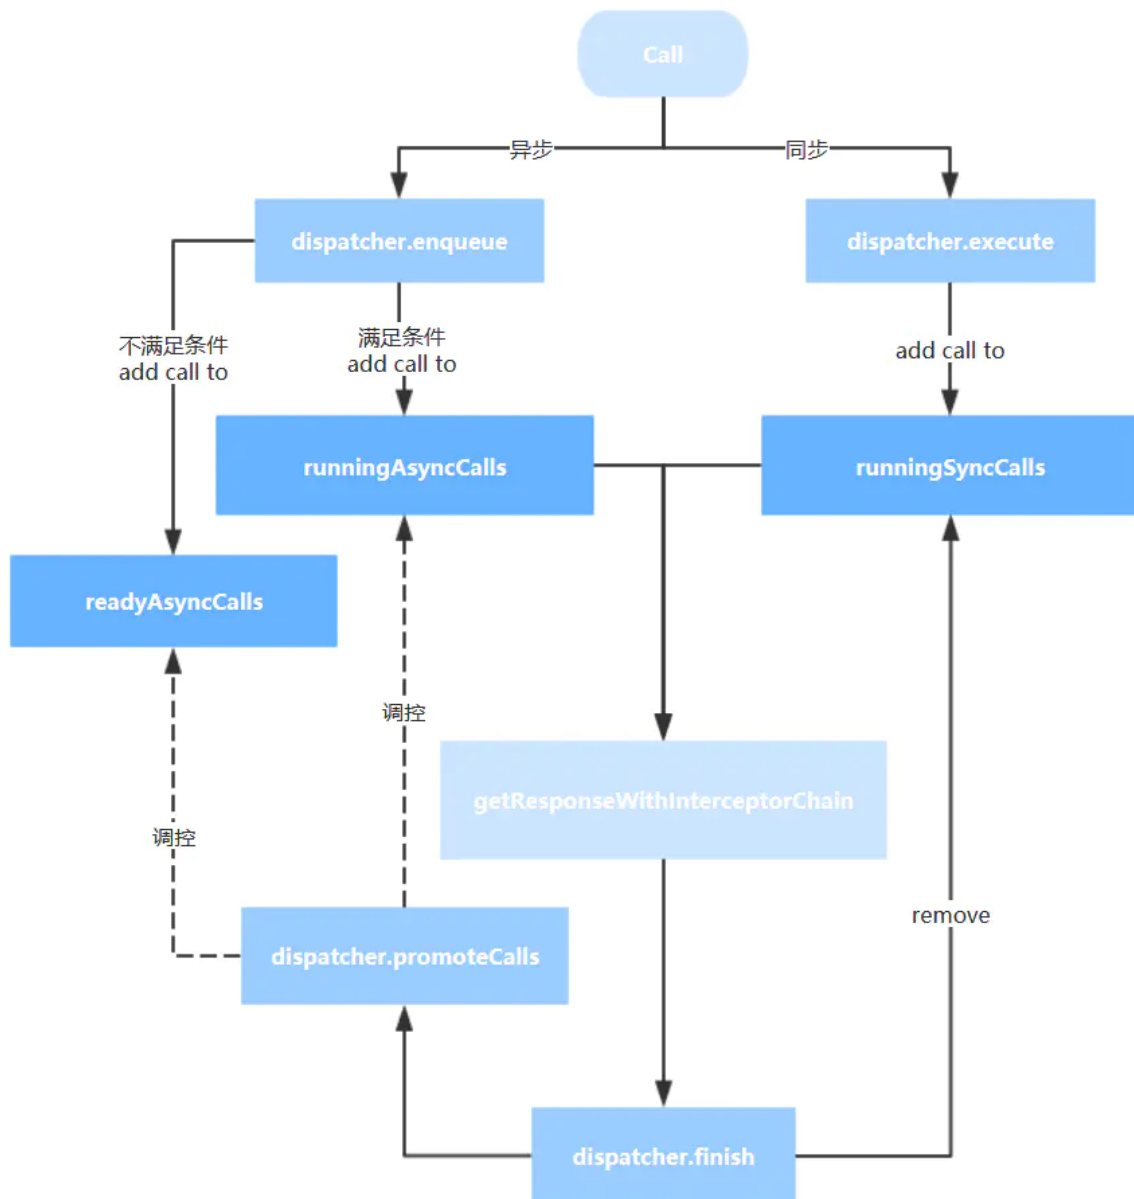 Call
异步
同步
dispatcher.enqueue
dispatcher.execute
不满足条件
add call to
满足条件
add call to
add call to
runningAsyncCalls
runningSyncCalls
readyAsyncCalls
调控
getResponseWithInterceptorChain
调控
remove
dispatcher.promoteCalls
dispatcher.finish